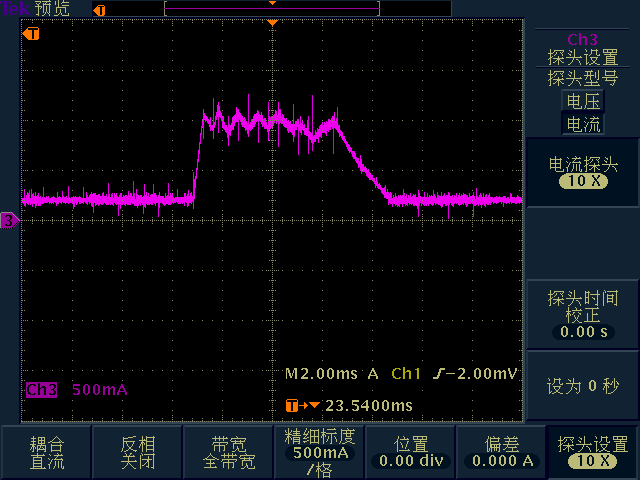 Tek 预览
T
T
Ch3
探头设置
探头型号
电压
电流
电流探头
10 X
3
探头时间
校正
0.00 s
M2.00ms A Ch1 -2.00mV
Ch3 500mA
设为 0 秒
T 23.5400ms
耦合
直流
反相
关闭
带宽
全带宽
精细标度
500mA
/格
位置
0.00 div
偏差
0.000 A
探头设置
10 X